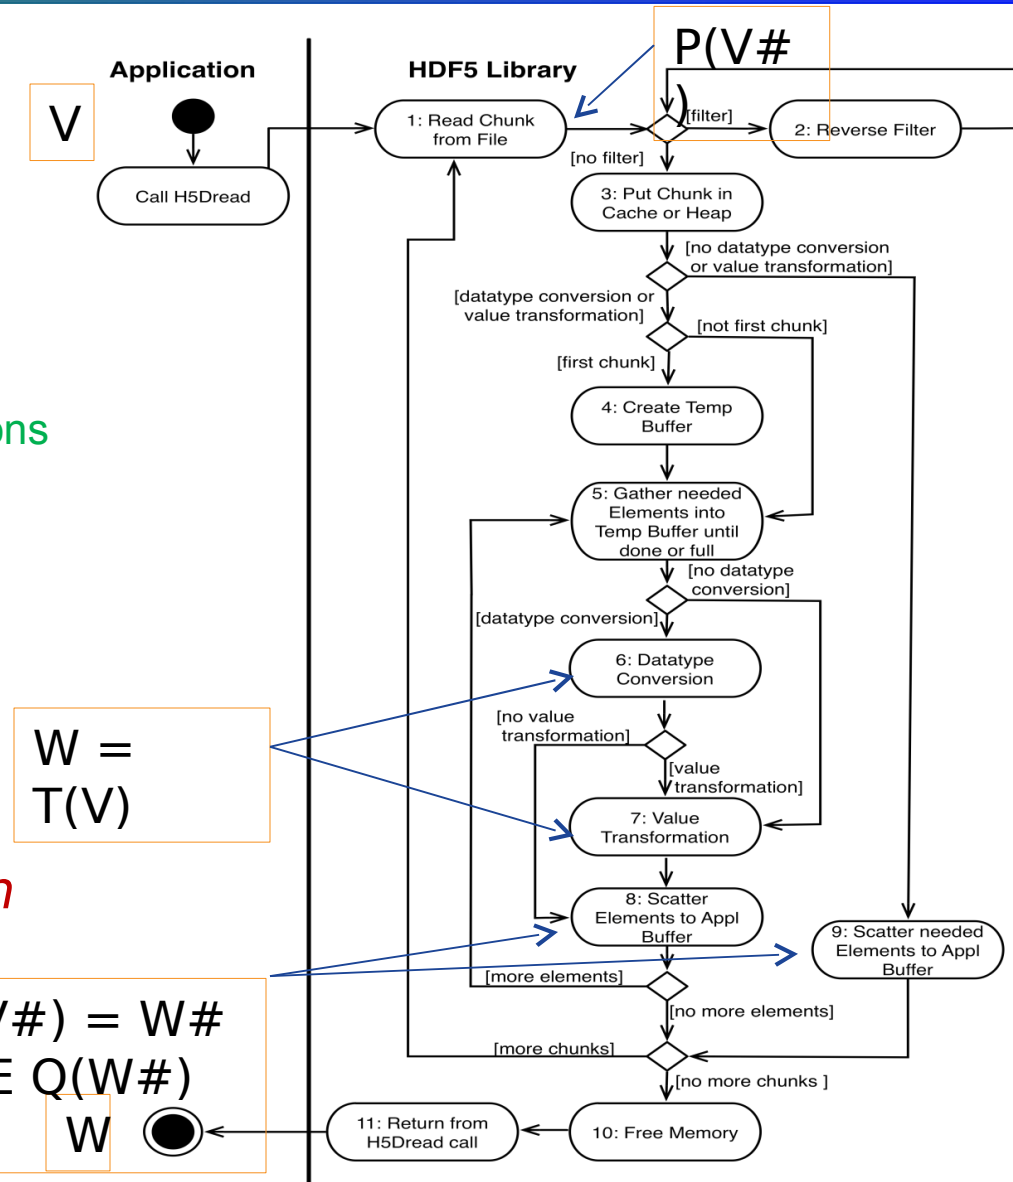 P(V#
)
Application
HDF5 Library
V
1: Read Chunk
from File
[filter]
2: Reverse Filter
[no filter]
Call H5Dread
3: Put Chunk in
Cache or Heap
[no datatype conversion
or value transformation]
[datatype conversion or
value transformation]
[not first chunk]
[first chunk]
4: Create Temp
Buffer
ons
5: Gather needed
Elements into
Temp Buffer until
done or full
[no datatype
conversion]
[datatype conversion]
6: Datatype
Conversion
[no value
transformation]
W =
T(V)
[value
transformation]
7: Value
Transformation
n
8: Scatter
Elements to Appl
Buffer
9: Scatter needed
Elements to Appl
Buffer
[more elements]
[no more elements]
V#) = W#
E Q(W#)
W
[more chunks]
[no more chunks ]
11: Return from
H5Dread call
10: Free Memory